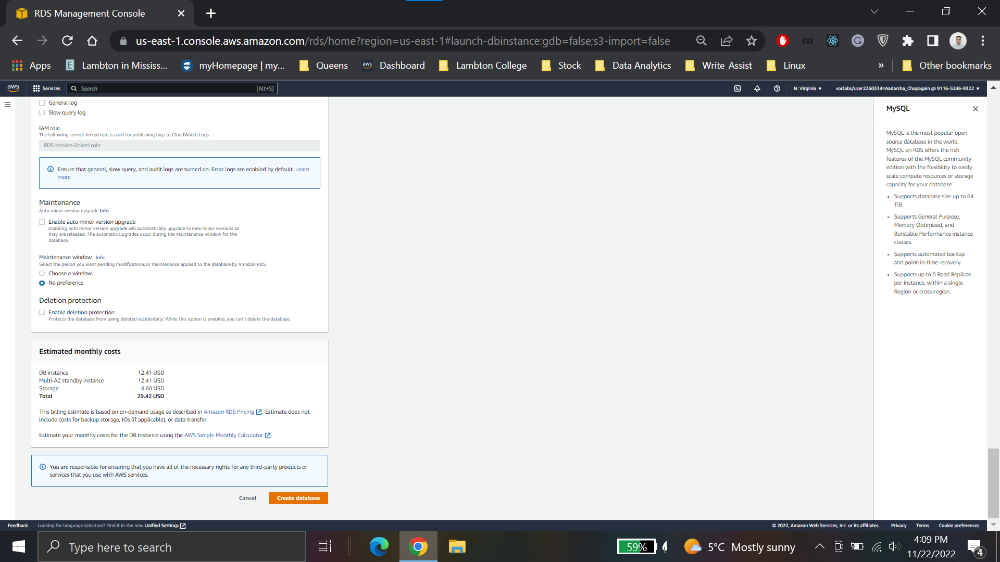 RDS Management Console
us-east-1.console.aws.amazon.com/rds/home?region=us-east-1#launch-dbinstance:gdb=false;s3-import=false
Apps
Lambton in Mississ...
myHomepage | my...
Queens
aws
Dashboard
Lambton College
Stock
Data Analytics
Write_Assist
Linux
»
Other bookmarks
aws
Services
Search
[Alt+S]
N. Virginia
voclabs/user2260334=Aadarsha_Chapagain @ 9116-5246-9322
General log
Slow query log
IAM role
The following service-linked role is used for publishing logs to CloudWatch Logs.
RDS service-linked role
Ensure that general, slow query, and audit logs are turned on. Error logs are enabled by default. Learn
more
Maintenance
Auto minor version upgrade Info
Enable auto minor version upgrade
Enabling auto minor version upgrade will automatically upgrade to new minor versions as
they are released. The automatic upgrades occur during the maintenance window for the
database.
Maintenance window Info
Select the period you want pending modifications or maintenance applied to the database by Amazon RDS.
Choose a window
No preference
Deletion protection
Enable deletion protection
Protects the database from being deleted accidentally. While this option is enabled, you can't delete the database.
Estimated monthly costs
DB instance 12.41 USD
Multi-AZ standby instance 12.41 USD
Storage 4.60 USD
Total 29.42 USD
This billing estimate is based on on-demand usage as described in Amazon RDS Pricing. Estimate does not
include costs for backup storage, IOs (if applicable), or data transfer.
Estimate your monthly costs for the DB Instance using the AWS Simple Monthly Calculator.
You are responsible for ensuring that you have all of the necessary rights for any third-party products or
services that you use with AWS services.
Cancel
Create database
MySQL
MySQL is the most popular open
source database in the world.
MySQL on RDS offers the rich
features of the MySQL community
edition with the flexibility to easily
scale compute resources or storage
capacity for your database.
• Supports database size up to 64
TiB.
• Supports General Purpose,
Memory Optimized, and
Burstable Performance instance
classes.
• Supports automated backup
and point-in-time recovery.
• Supports up to 5 Read Replicas
per instance, within a single
Region or cross-region.
Feedback
Looking for language selection? Find it in the new Unified Settings
© 2022, Amazon Web Services, Inc. or its affiliates.
Privacy
Terms
Cookie preferences
Type here to search
59%
5°C Mostly sunny
4:09 PM
11/22/2022
4